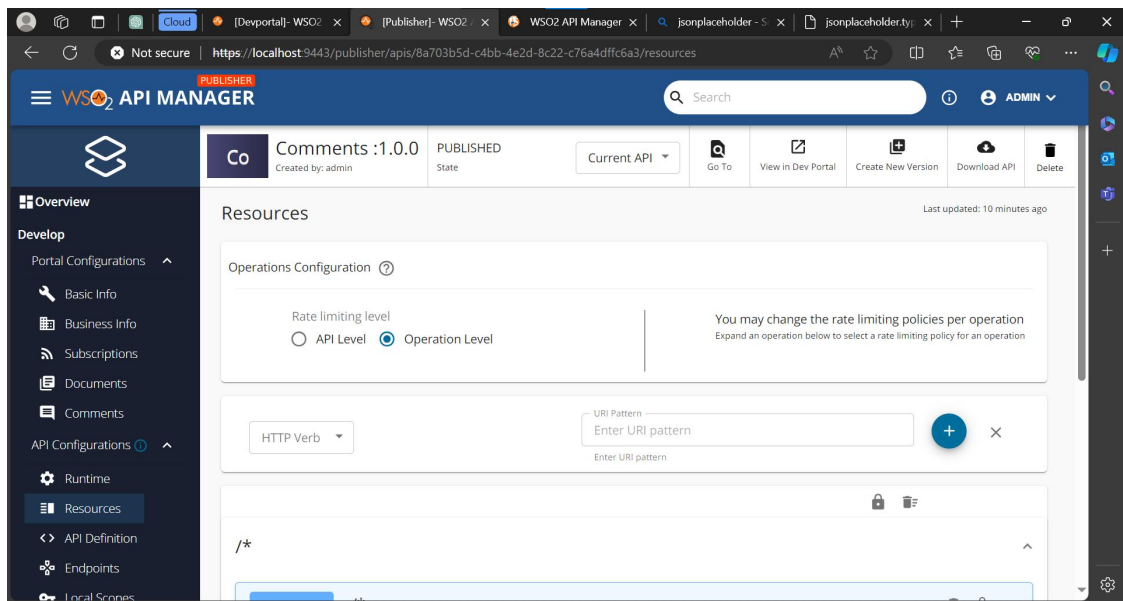 Cloud
[Devportal]- WSO2
[Publisher]- WSO2 /
WSO2 API Manager
jsonplaceholder - S
jsonplaceholder.typ
Not secure
https://localhost:9443/publisher/apis/8a703b5d-c4bb-4e2d-8c22-c76a4dffc6a3/resources
PUBLISHER
WSO2 API MANAGER
Search
ADMIN
Co
Comments :1.0.0
Created by: admin
PUBLISHED
State
Current API
Go To
View in Dev Portal
Create New Version
Download API
Delete
Overview
Develop
Portal Configurations
Basic Info
Business Info
Subscriptions
Documents
Comments
API Configurations
Runtime
Resources
API Definition
Endpoints
Local Scopes
Resources
Last updated: 10 minutes ago
Operations Configuration
Rate limiting level
API Level
Operation Level
You may change the rate limiting policies per operation
Expand an operation below to select a rate limiting policy for an operation
HTTP Verb
URI Pattern
Enter URI pattern
Enter URI pattern
/*